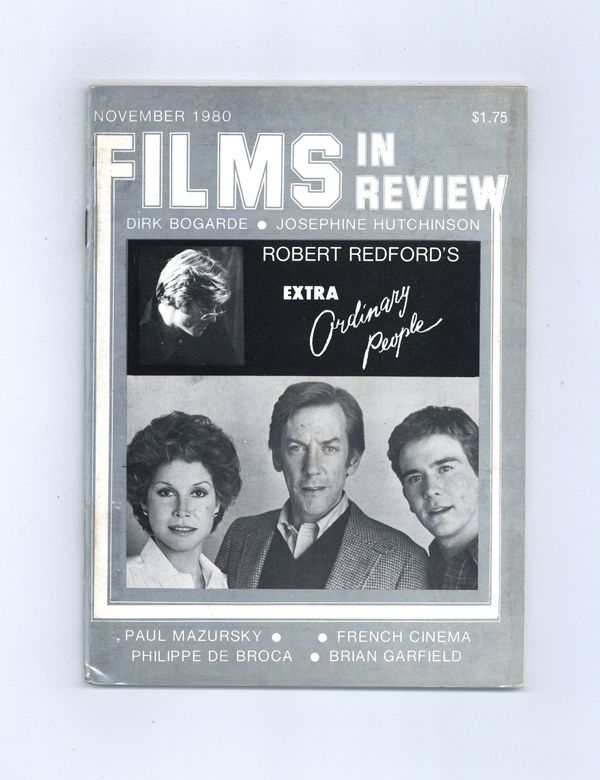 NOVEMBER 1980 $1.75
FILMS IN REVIEW
DIRK BOGARDE ● JOSEPHINE HUTCHINSON
ROBERT REDFORD'S
EXTRA
Ordinary
People
PAUL MAZURSKY ● ● FRENCH CINEMA
PHILIPPE DE BROCA ● BRIAN GARFIELD